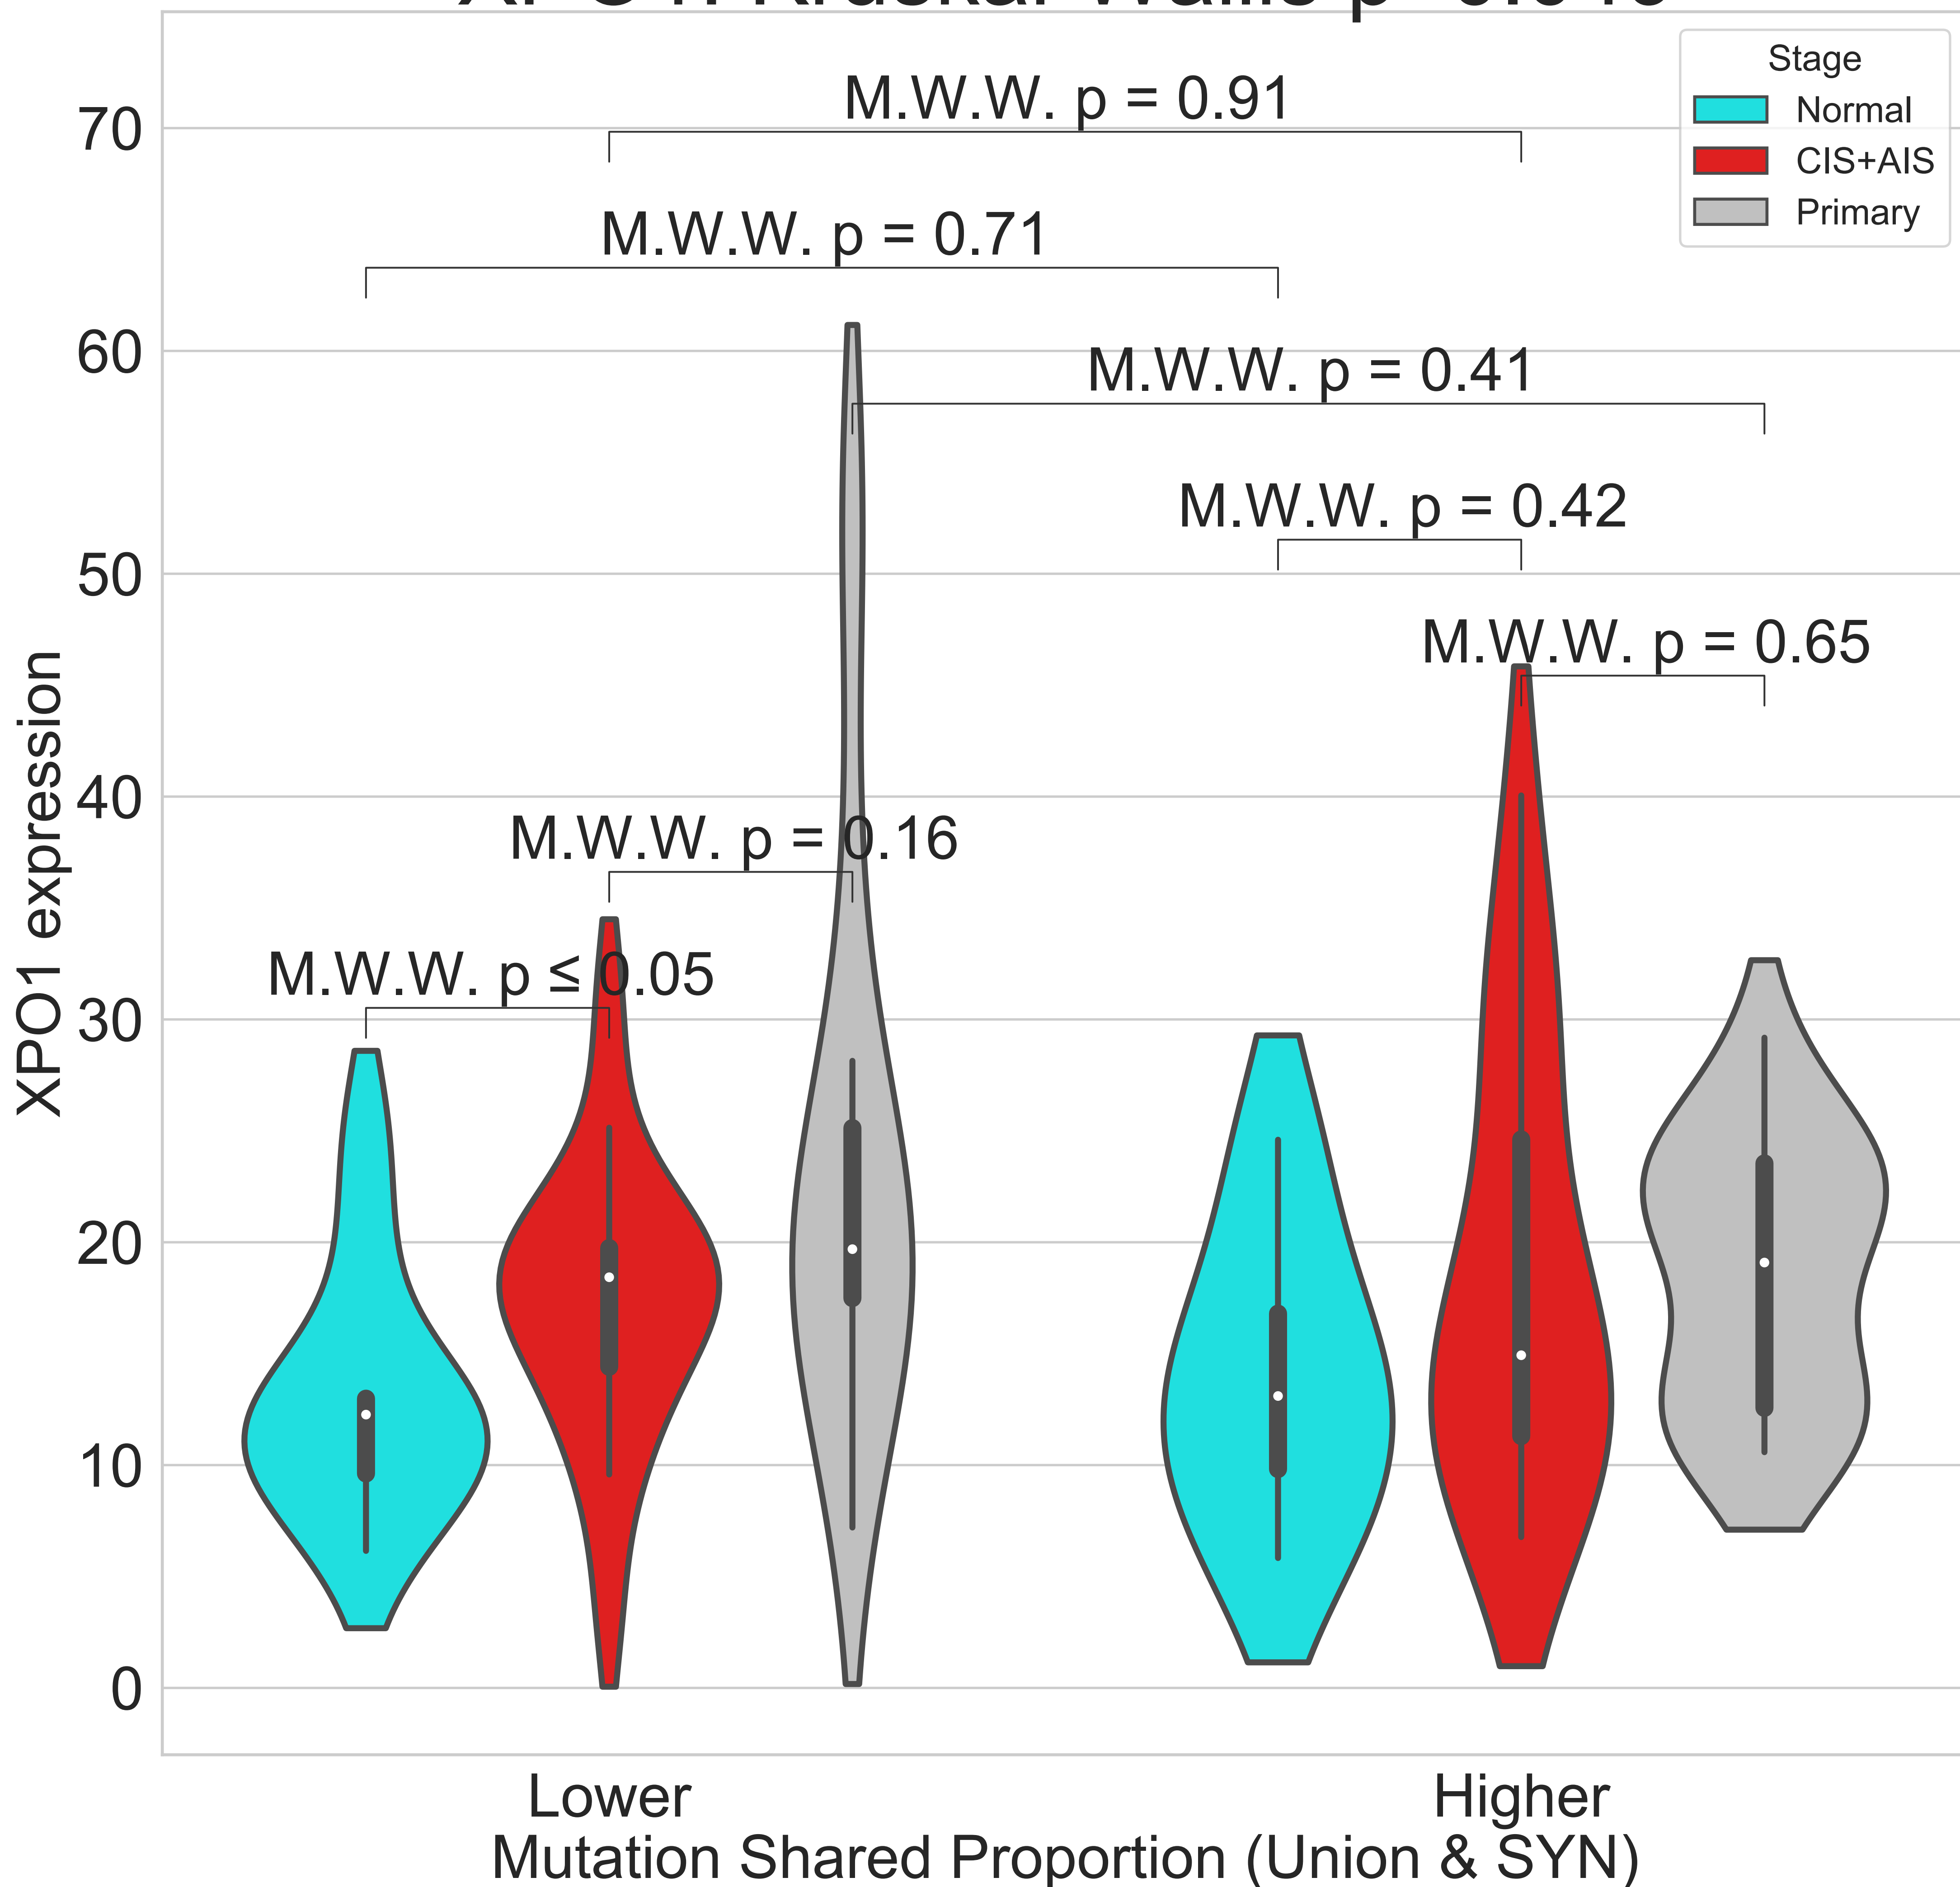 Stage
Normal
CIS+AIS
Primary
M.W.W. p = 0.91
M.W.W. p = 0.71
M.W.W. p = 0.41
M.W.W. p = 0.42
M.W.W. p = 0.65
M.W.W. p = 0.16
M.W.W. p ≤ 0.05
70
60
50
40
30
20
10
0
XPO1 expression
Lower
Higher
Mutation Shared Proportion (Union & SYN)